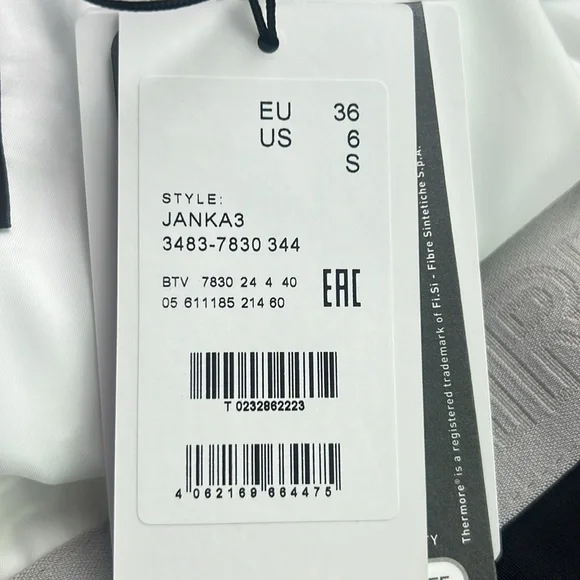 EU 36
US 6
S
STYLE:
JANKA3
3483-7830 344
BTV 7830 24 4 40
05 611185 214 60
EAC
T 0232862223
4 062169 664475
Thermore® is a registered trademark of Fi.Si - Fibre Sintetiche S.p.A.